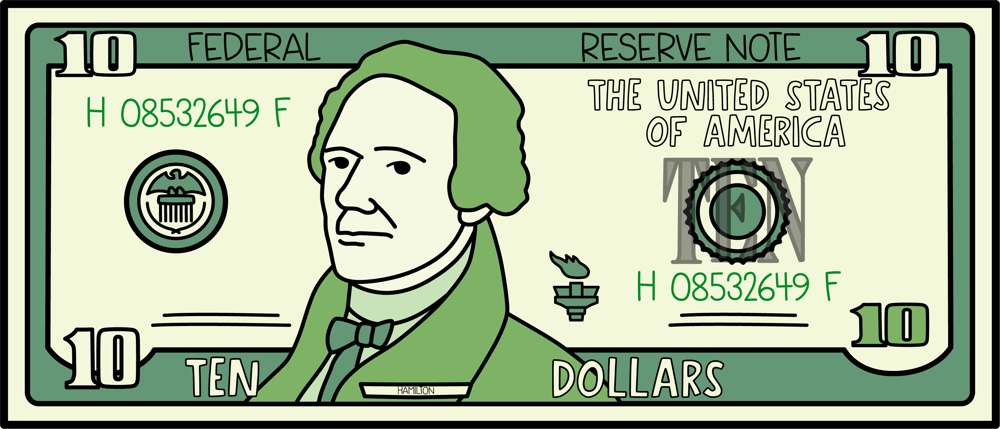 10 FEDERAL RESERVE NOTE 10
THE UNITED STATES
OF AMERICA
H 08532649 F
TEN
H 08532649 F
10
10
TEN DOLLARS
HAMILTON